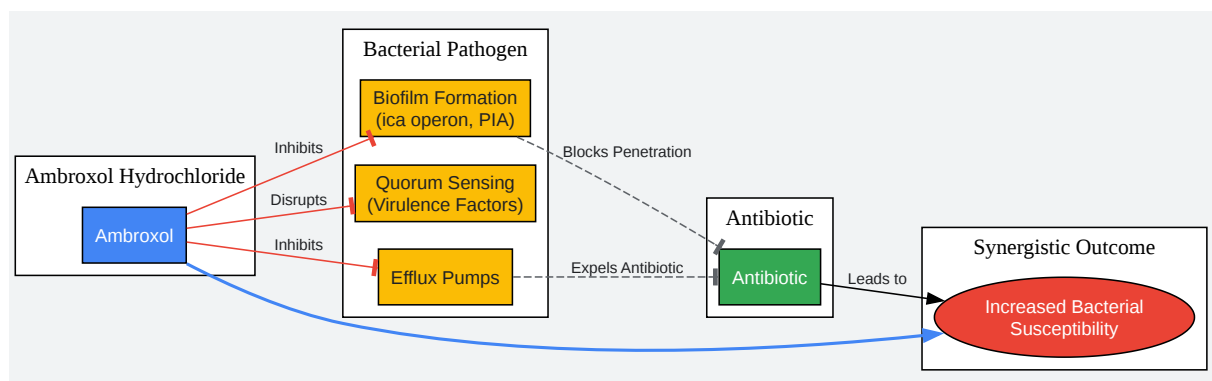 Bacterial Pathogen
Biofilm Formation
(ica operon, PIA)
Inhibits
Blocks Penetration
Ambroxol Hydrochloride
Quorum Sensing
(Virulence Factors)
Disrupts
Ambroxol
Inhibits
Efflux Pumps
Expels Antibiotic
Antibiotic
Antibiotic
Leads to
Synergistic Outcome
Increased Bacterial
Susceptibility